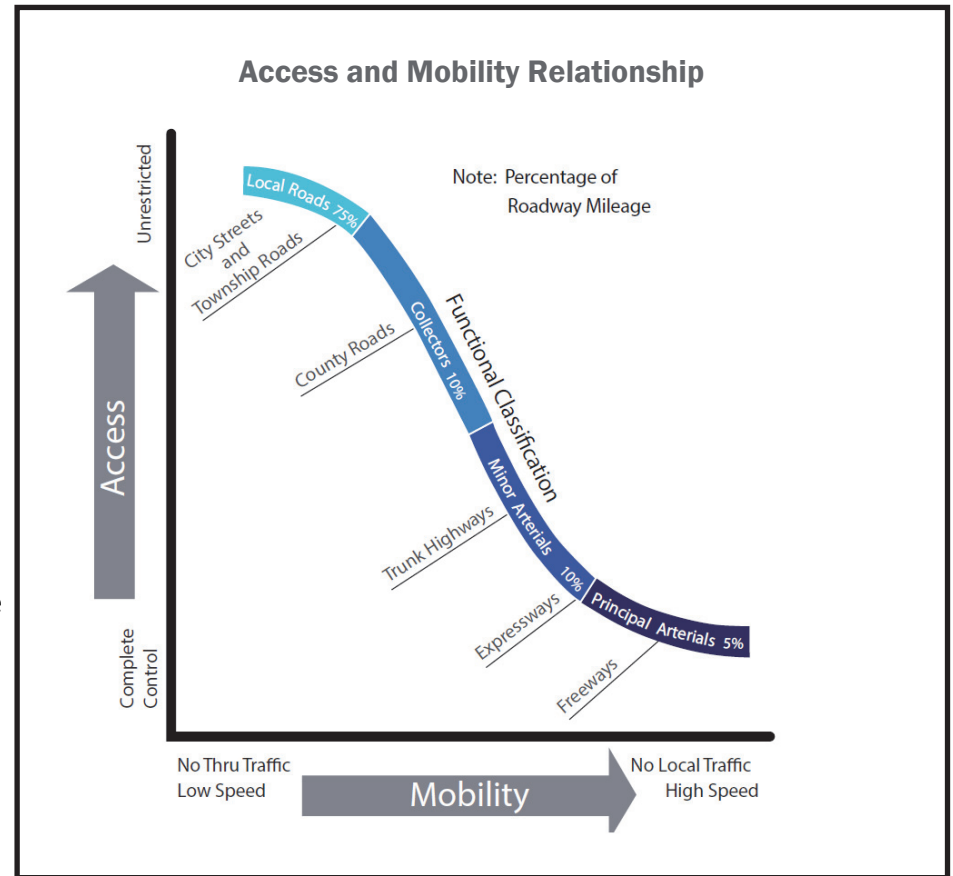 Access and Mobility Relationship
Unrestricted
Note: Percentage of
Roadway Mileage
Local Roads 75%
City Streets
and
Township Roads
Collectors 10%
Functional Classification
County Roads
Access
Minor Arterials 10%
Trunk Highways
Principal Arterials 5%
Expressways
Freeways
Complete
Control
No Thru Traffic
Low Speed
Mobility
No Local Traffic
High Speed